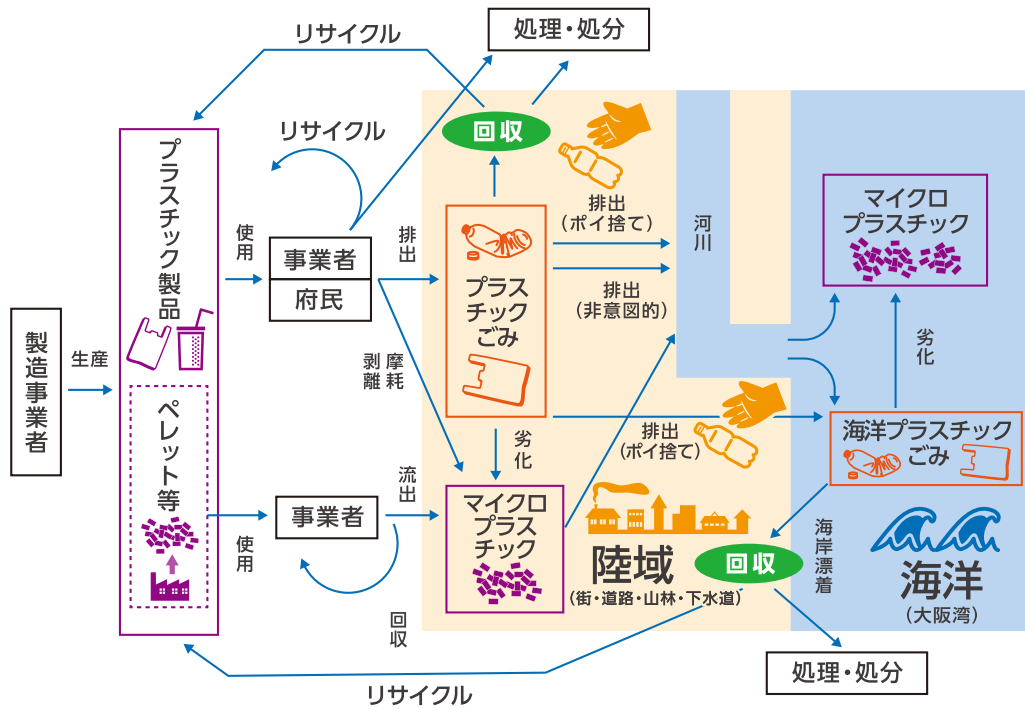 リサイクル
処理・処分
リサイクル
回収
プラスチック製品
使用
事業者
府民
排出
排出
(ポイ捨て)
河川
マイクロ
プラスチック
プラス
チック
ごみ
排出
(非意図的)
製造事業者
生産
剥離
摩耗
劣化
劣化
排出
(ポイ捨て)
海洋プラスチック
ごみ
ペレット等
使用
事業者
流出
回収
マイクロ
プラス
チック
陸域
(街・道路・山林・下水道)
回収
海岸漂着
海洋
(大阪湾)
処理・処分
リサイクル